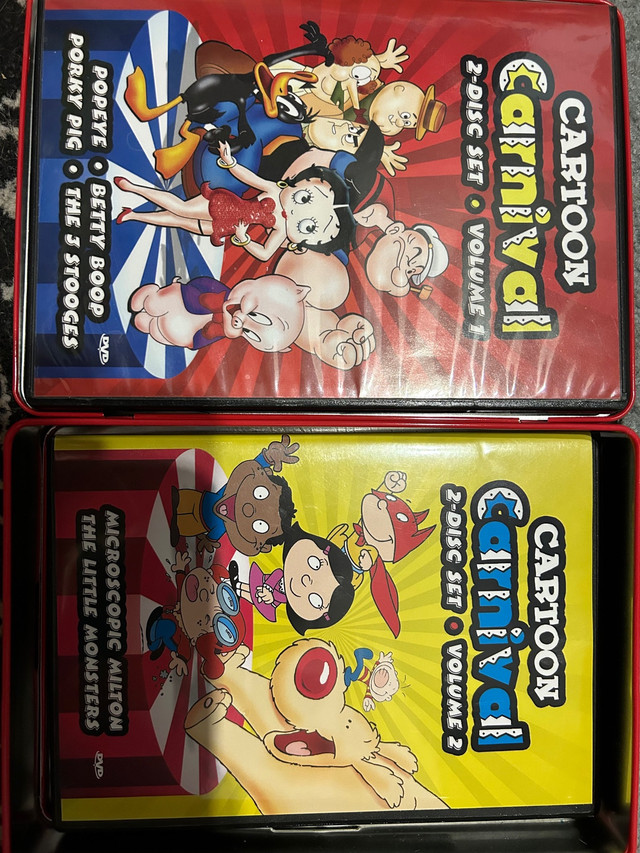 CARTOON
Carnival
2-DISC SET • VOLUME 1
POPEYE • BETTY BOOP
PORKY PIG • THE 3 STOOGES
DVD
CARTOON
Carnival
2-DISC SET • VOLUME 2
MICROSCOPIC MILTON
THE LITTLE MONSTERS
DVD